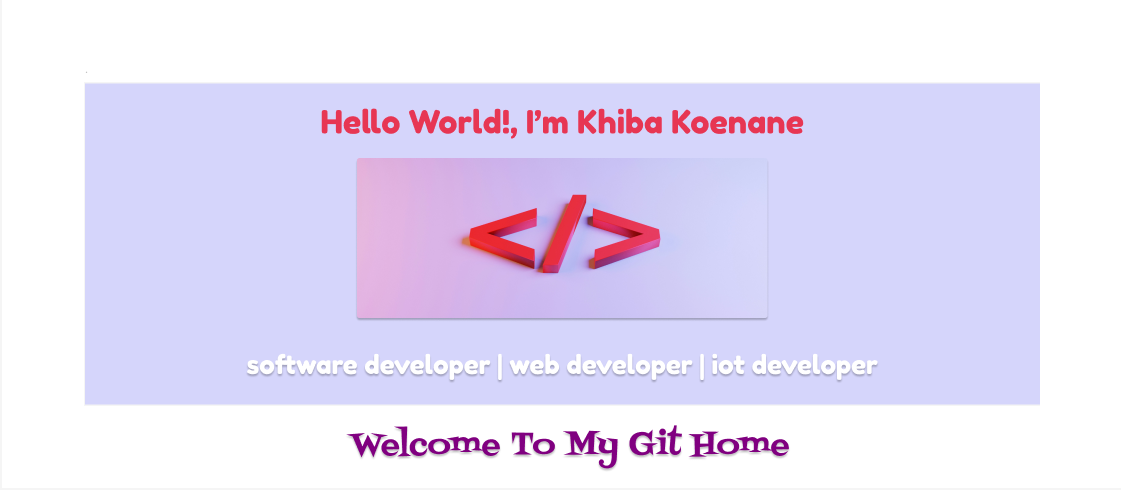 Hello World!, I’m Khiba Koenane
</>
software developer | web developer | iot developer
Welcome To My Git Home